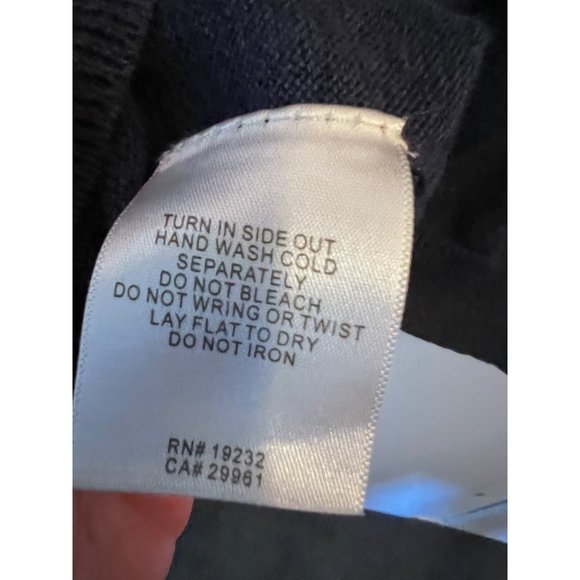 TURN IN SIDE OUT
HAND WASH COLD
SEPARATELY
DO NOT BLEACH
DO NOT WRING OR TWIST
LAY FLAT TO DRY
DO NOT IRON
RN# 19232
CA# 29961